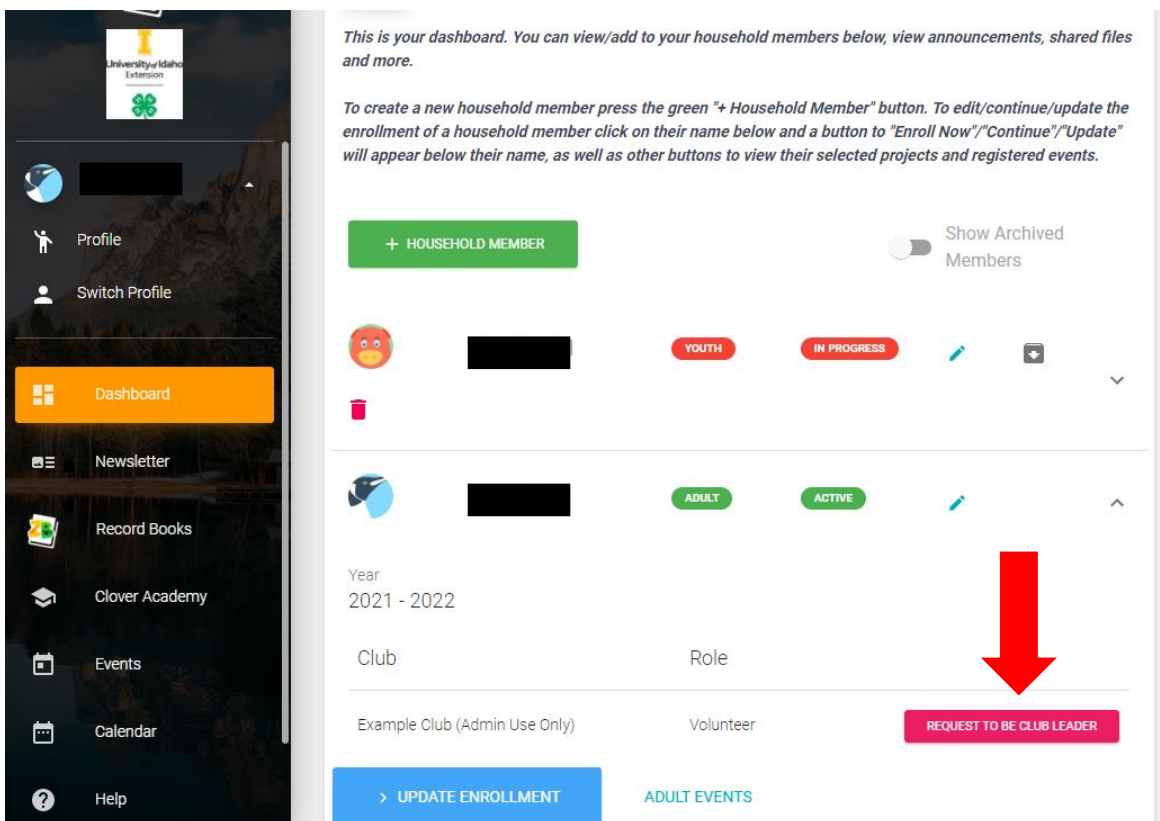 I
University of Idaho
Extension
Profile
Switch Profile
Dashboard
Newsletter
ZB
Record Books
Clover Academy
Events
Calendar
Help
This is your dashboard. You can view/add to your household members below, view announcements, shared files
and more.
To create a new household member press the green "+ Household Member" button. To edit/continue/update the
enrollment of a household member click on their name below and a button to "Enroll Now"/"Continue"/"Update"
will appear below their name, as well as other buttons to view their selected projects and registered events.
+ HOUSEHOLD MEMBER
Show Archived
Members
YOUTH IN PROGRESS
ADULT ACTIVE
Year
2021 - 2022
Club Role
Example Club (Admin Use Only) Volunteer REQUEST TO BE CLUB LEADER
> UPDATE ENROLLMENT ADULT EVENTS